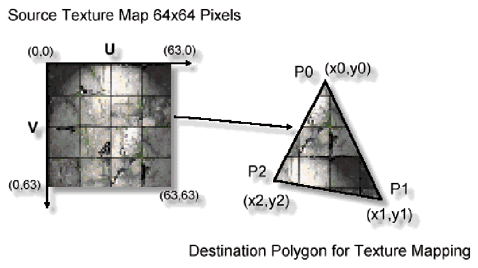 Source Texture Map 64x64 Pixels
(0,0)
U
(63,0)
V
(0,63)
(63,63)
P0 (x0,y0)
P2
(x2,y2)
P1
(x1,y1)
Destination Polygon for Texture Mapping